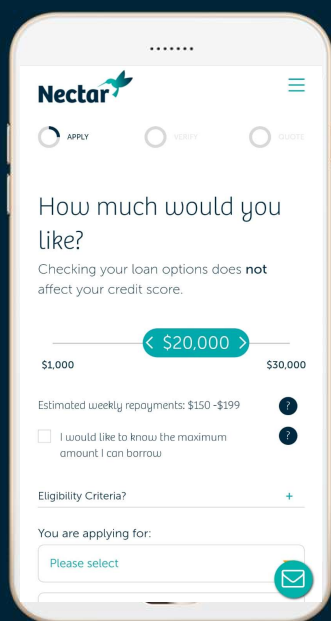 Nectar
APPLY
VERIFY
QUOTE
How much would you
like?
Checking your loan options does not
affect your credit score.
< $20,000 >
$1,000
$30,000
Estimated weekly repayments: $150 -$199
?
I would like to know the maximum
amount I can borrow
?
Eligibility Criteria?
+
You are applying for:
Please select